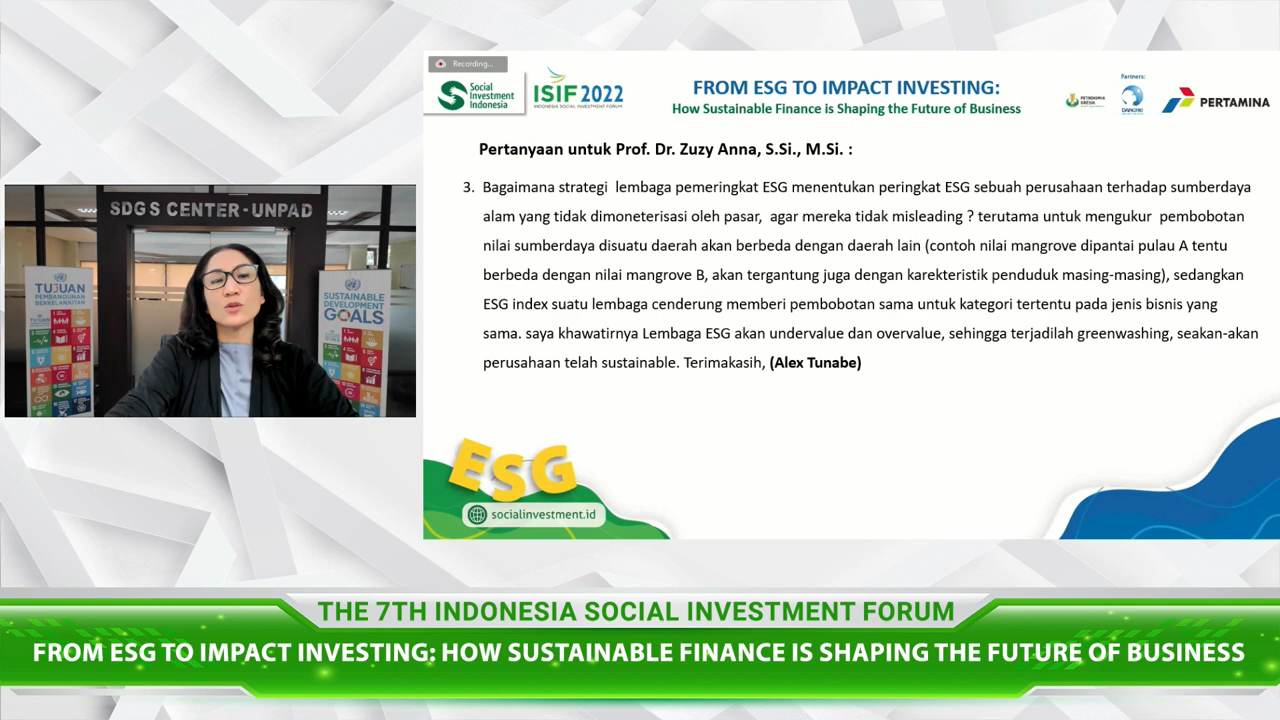 Recording...
Social
Investment
Indonesia
ISIF 2022
INDONESIA SOCIAL INVESTMENT FORUM
FROM ESG TO IMPACT INVESTING:
How Sustainable Finance is Shaping the Future of Business
Partners:
PETROKIMIA
GRESIK
DANONE
PERTAMINA
Pertanyaan untuk Prof. Dr. Zuzy Anna, S.Si., M.Si. :
3. Bagaimana strategi lembaga pemeringkat ESG menentukan peringkat ESG sebuah perusahaan terhadap sumberdaya
alam yang tidak dimoneterisasi oleh pasar, agar mereka tidak misleading ? terutama untuk mengukur pembobotan
nilai sumberdaya disuatu daerah akan berbeda dengan daerah lain (contoh nilai mangrove dipantai pulau A tentu
berbeda dengan nilai mangrove B, akan tergantung juga dengan karekteristik penduduk masing-masing), sedangkan
ESG index suatu lembaga cenderung memberi pembobotan sama untuk kategori tertentu pada jenis bisnis yang
sama. saya khawatirnya Lembaga ESG akan undervalue dan overvalue, sehingga terjadilah greenwashing, seakan-akan
perusahaan telah sustainable. Terimakasih, (Alex Tunabe)
SDGS CENTER-UNPAD
TUJUAN
PEMBANGUNAN
BERKELANJUTAN
SUSTAINABLE
DEVELOPMENT
GOALS
ESG
socialinvestment.id
THE 7TH INDONESIA SOCIAL INVESTMENT FORUM
FROM ESG TO IMPACT INVESTING: HOW SUSTAINABLE FINANCE IS SHAPING THE FUTURE OF BUSINESS